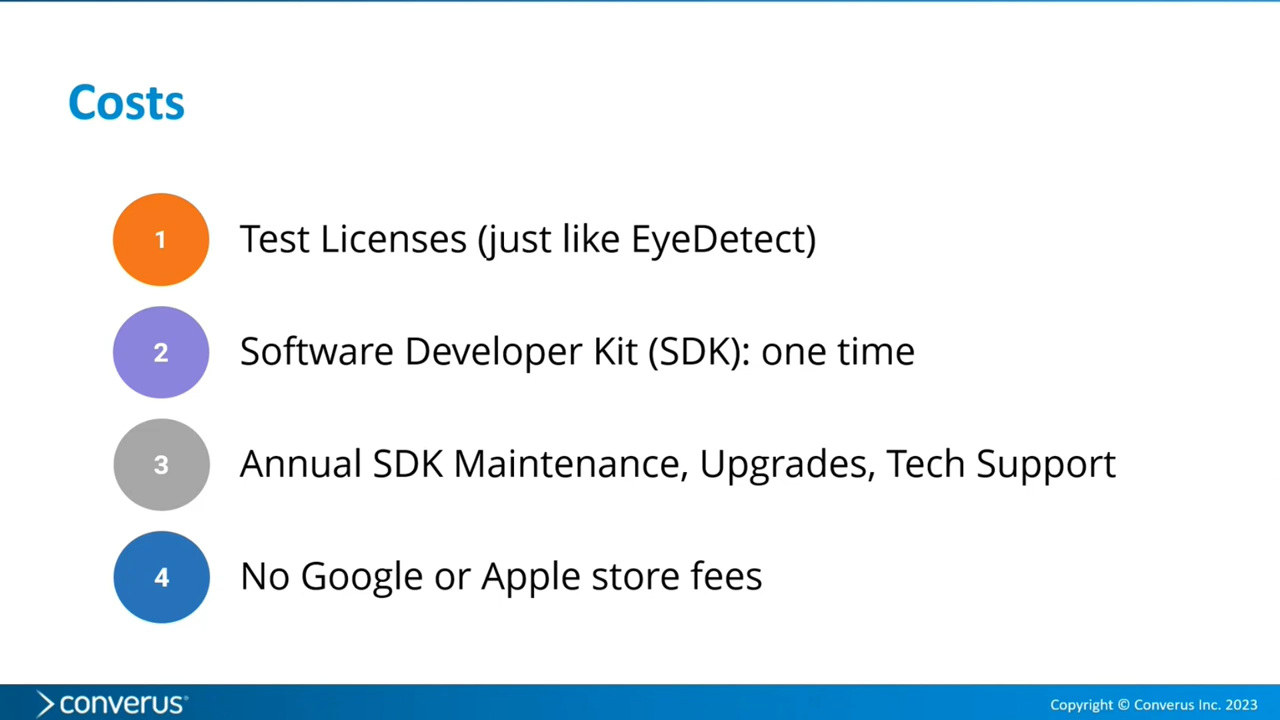 Costs
1 Test Licenses (just like EyeDetect)
2 Software Developer Kit (SDK): one time
3 Annual SDK Maintenance, Upgrades, Tech Support
4 No Google or Apple store fees
converus®
Copyright © Converus Inc. 2023